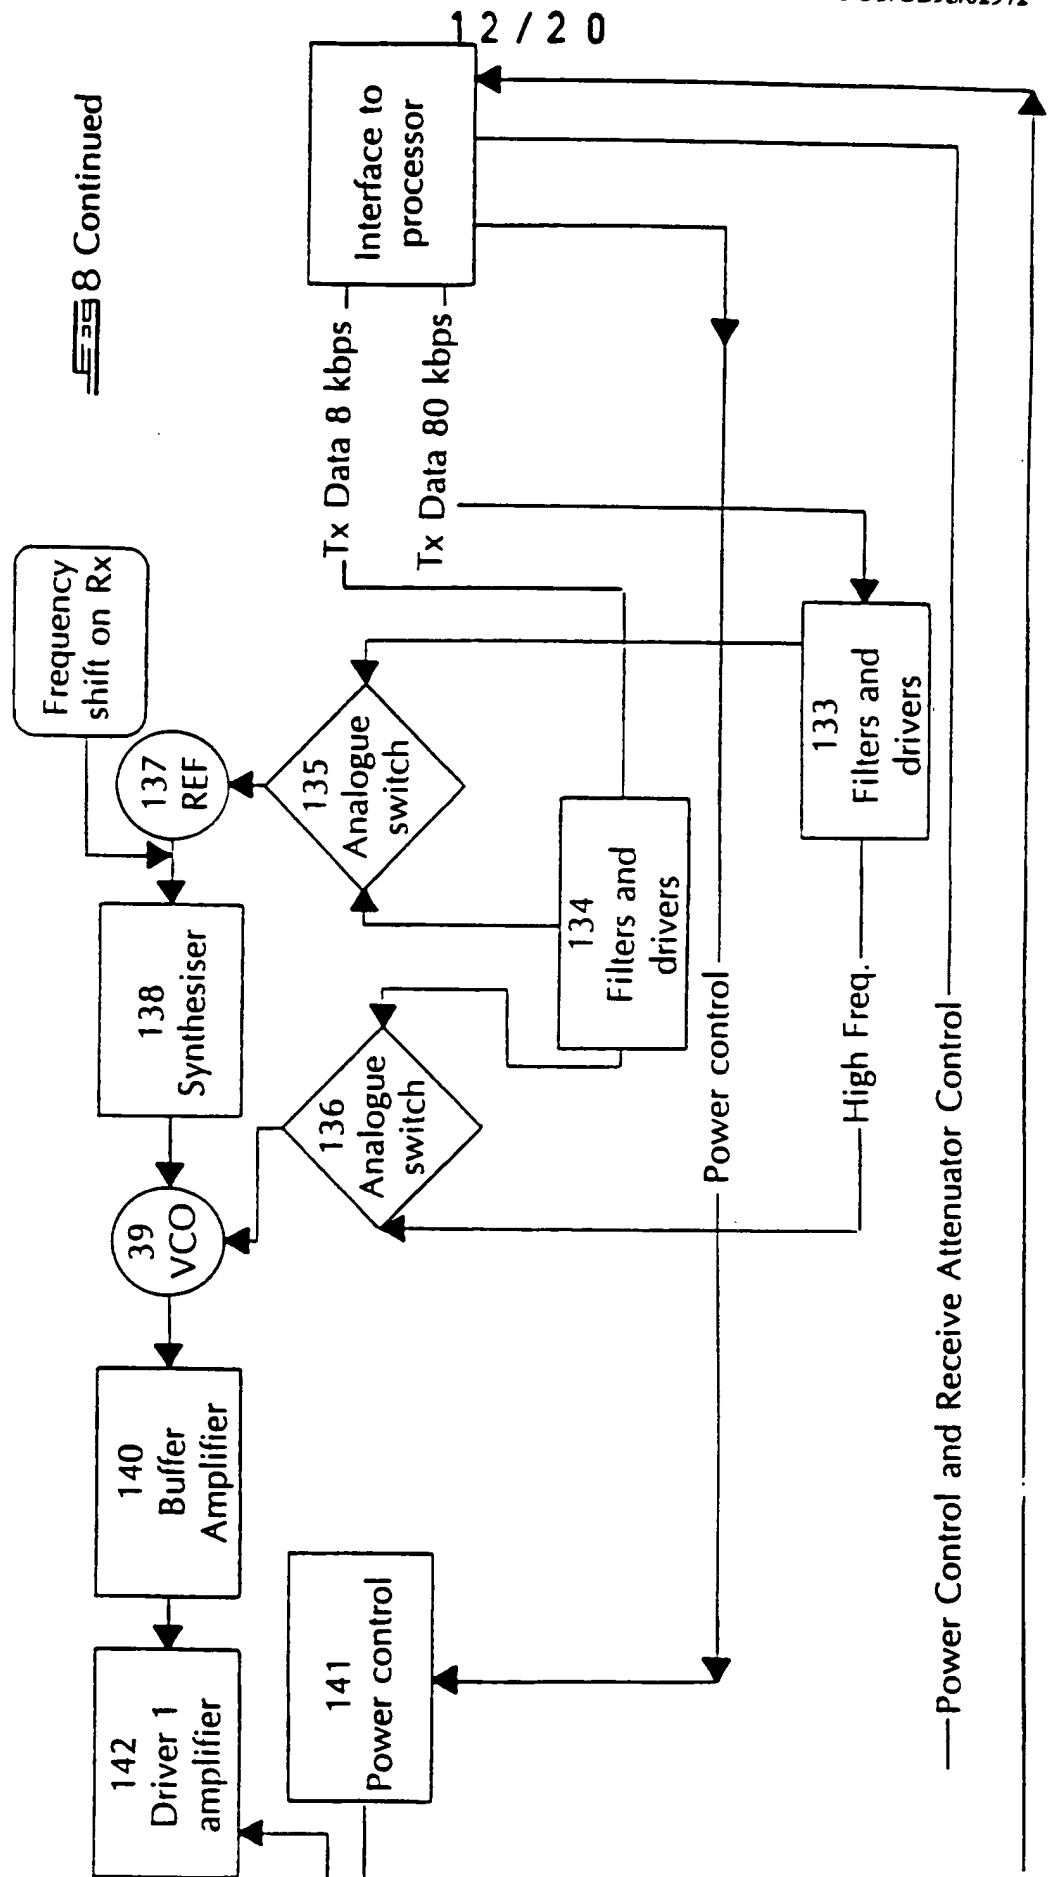 12/20
Fig 8 Continued
Interface to
processor
Tx Data 8 kbps
Tx Data 80 kbps
Frequency
shift on Rx
137
REF
135
Analogue
switch
133
Filters and
drivers
134
Filters and
drivers
138
Synthesiser
136
Analogue
switch
39
VCO
Power control
High Freq.
Power Control and Receive Attenuator Control
140
Buffer
Amplifier
141
Power control
142
Driver 1
amplifier